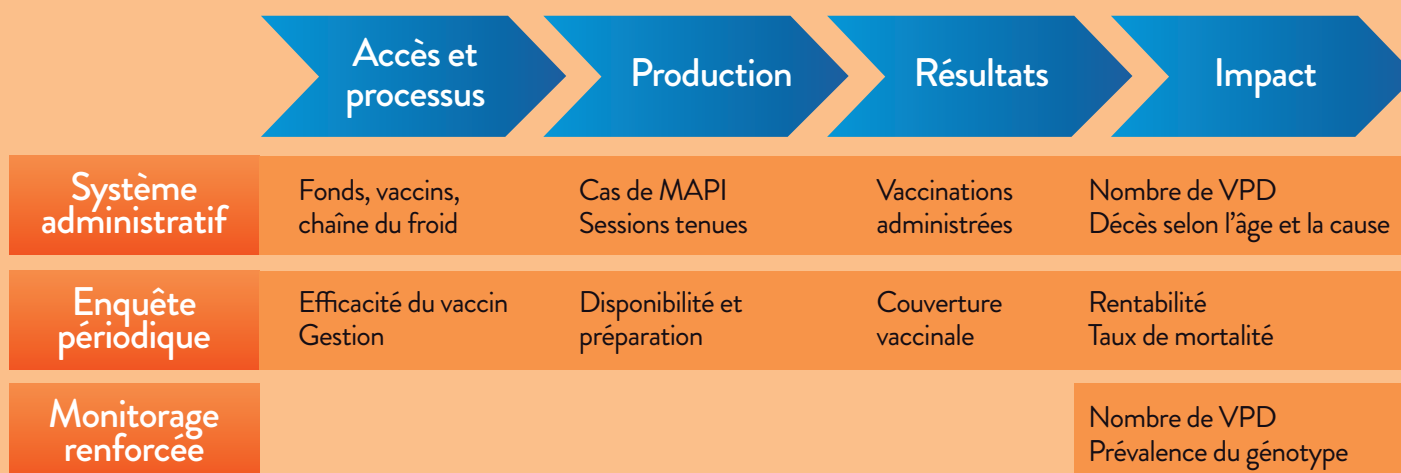 Accès et
processus
Production
Résultats
Impact
Système
administratif
Fonds, vaccins,
chaîne du froid
Cas de MAPI
Sessions tenues
Vaccinations
administrées
Nombre de VPD
Décès selon l'âge et la cause
Enquête
périodique
Efficacité du vaccin
Gestion
Disponibilité et
préparation
Couverture
vaccinale
Rentabilité
Taux de mortalité
Monitorage
renforcée
Nombre de VPD
Prévalence du génotype